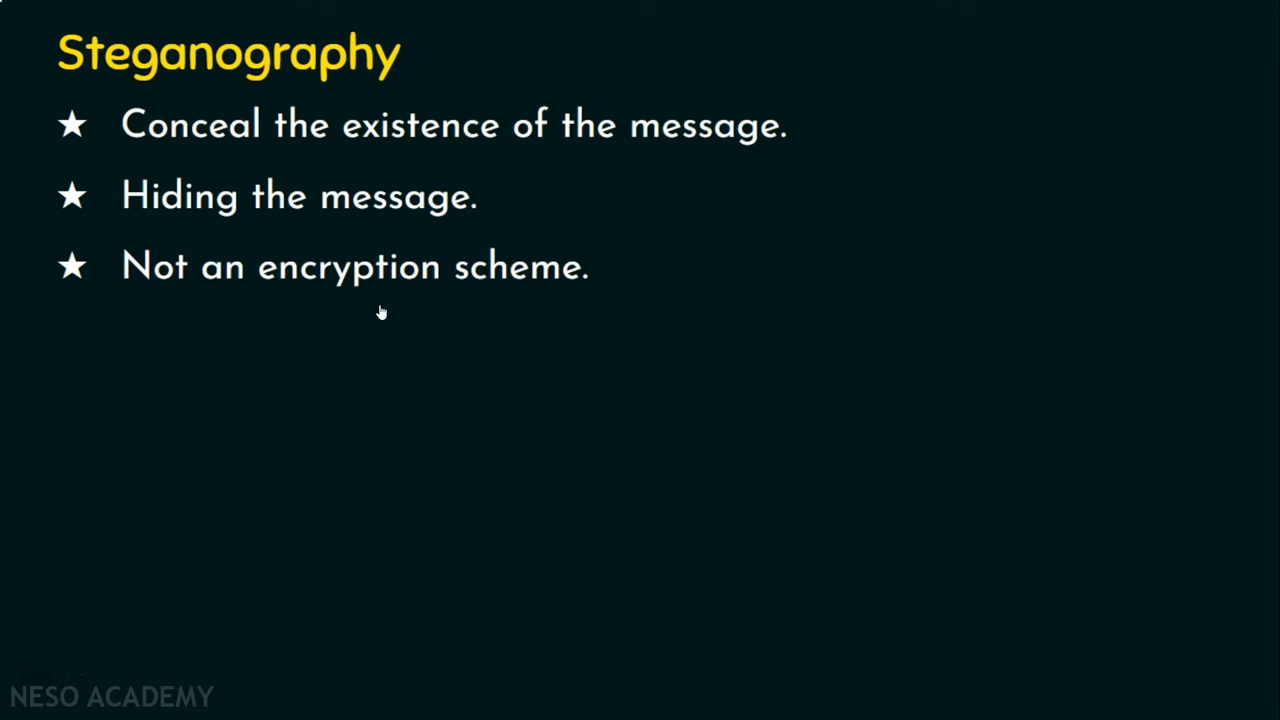 Steganography
★ Conceal the existence of the message.
★ Hiding the message.
★ Not an encryption scheme.
NESO ACADEMY